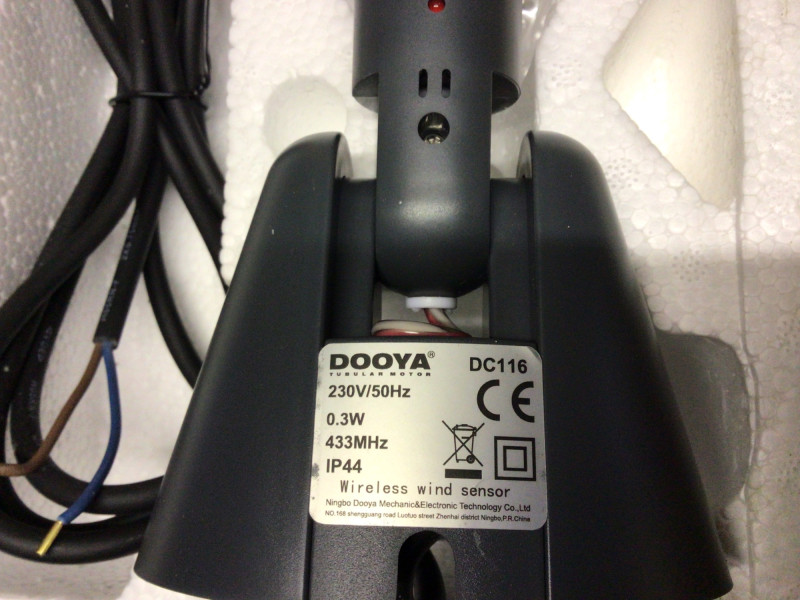 DOOYA® DC116
TUBULAR MOTOR
230V/50Hz
CE
0.3W
433MHz
IP44
Wireless wind sensor
Ningbo Dooya Mechanic&Electronic Technology Co.,Ltd
NO.168 shengguang road Luotuo street Zhenhai district Ningbo,P.R.China